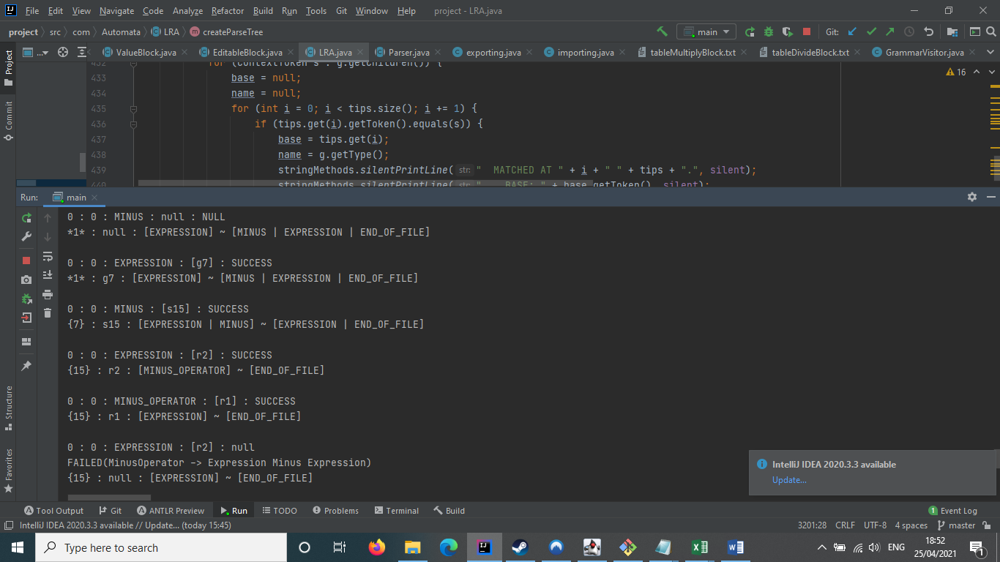 File Edit View Navigate Code Analyze Refactor Build Run Tools Git Window Help project - LRA.java
project src com Automata LRA createParseTree main Git:
Project ... ValueBlock.java EditableBlock.java LRA.java Parser.java exporting.java importing.java tableMultiplyBlock.txt tableDivideBlock.txt GrammarVisitor.java
432 for (ContextToken s : g.getChildren()) {
433 base = null;
434 name = null;
435 for (int i = 0; i < tips.size(); i += 1) {
436 if (tips.get(i).getToken().equals(s)) {
437 base = tips.get(i);
438 name = g.getType();
439 stringMethods.silentPrintLine( str: "  MATCHED AT " + i + " " + tips + ".", silent);
440 stringMethods.silentPrintLine( str: "    BASE: " + base.getToken(), silent);
16
Commit
Run: main
0 : 0 : MINUS : null : NULL
*1* : null : [EXPRESSION] ~ [MINUS | EXPRESSION | END_OF_FILE]
0 : 0 : EXPRESSION : [g7] : SUCCESS
*1* : g7 : [EXPRESSION] ~ [MINUS | EXPRESSION | END_OF_FILE]
0 : 0 : MINUS : [s15] : SUCCESS
{7} : s15 : [EXPRESSION | MINUS] ~ [EXPRESSION | END_OF_FILE]
0 : 0 : EXPRESSION : [r2] : SUCCESS
{15} : r2 : [MINUS_OPERATOR] ~ [END_OF_FILE]
0 : 0 : MINUS_OPERATOR : [r1] : SUCCESS
{15} : r1 : [EXPRESSION] ~ [END_OF_FILE]
0 : 0 : EXPRESSION : [r2] : null
FAILED(MinusOperator -> Expression Minus Expression)
{15} : null : [EXPRESSION] ~ [END_OF_FILE]
Structure
Favorites
IntelliJ IDEA 2020.3.3 available
Update...
Tool Output Git ANTLR Preview Run TODO Problems Terminal Build 1 Event Log
IntelliJ IDEA 2020.3.3 available // Update... (today 15:45) 3201:28 CRLF UTF-8 4 spaces master
Type here to search ENG 18:52
25/04/2021 1